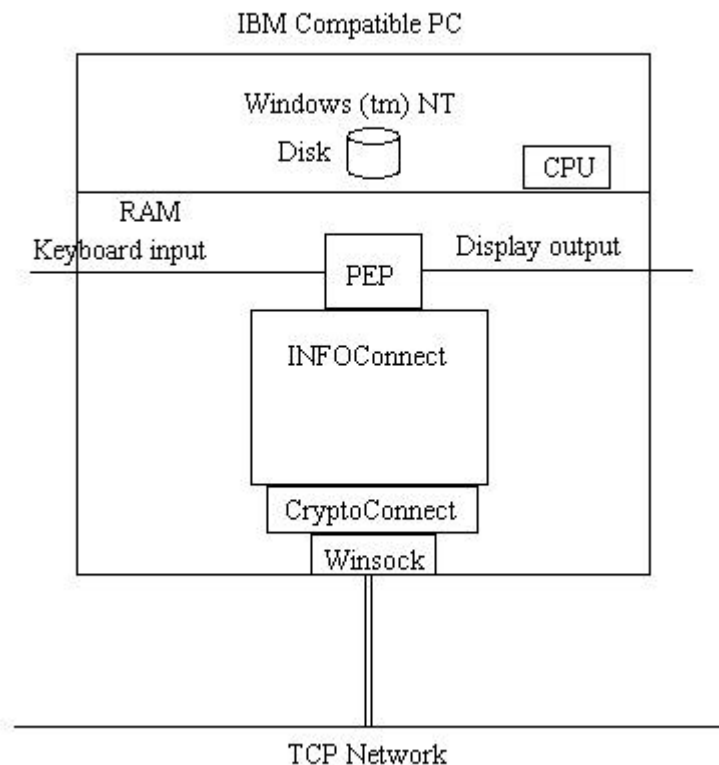 IBM Compatible PC
Windows (tm) NT
Disk
CPU
RAM
Keyboard input
Display output
PEP
INFOConnect
CryptoConnect
Winsock
TCP Network